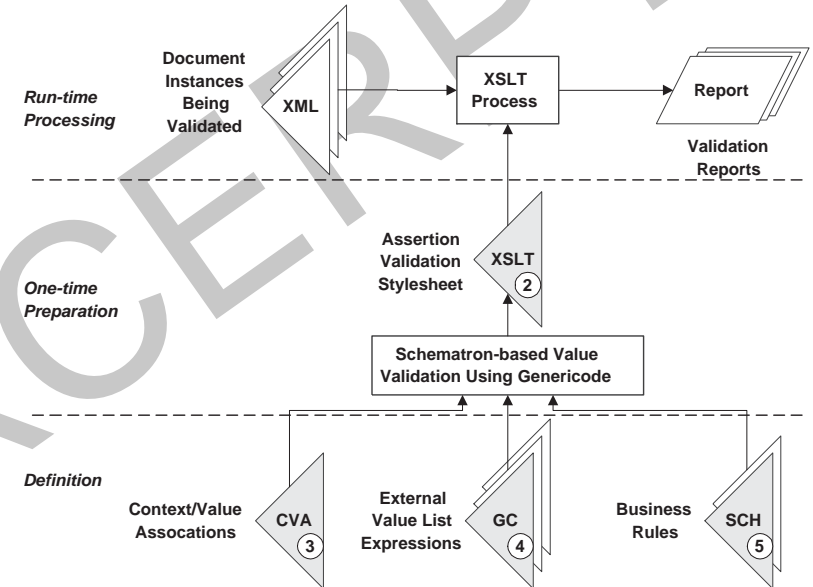 Document
Instances
Being
Validated
XML
XSLT
Process
Report
Run-time
Processing
Validation
Reports
Assertion
Validation
Stylesheet
XSLT
2
One-time
Preparation
Schematron-based Value
Validation Using Genericode
Definition
Context/Value
Assocations
CVA
3
External
Value List
Expressions
GC
4
Business
Rules
SCH
5